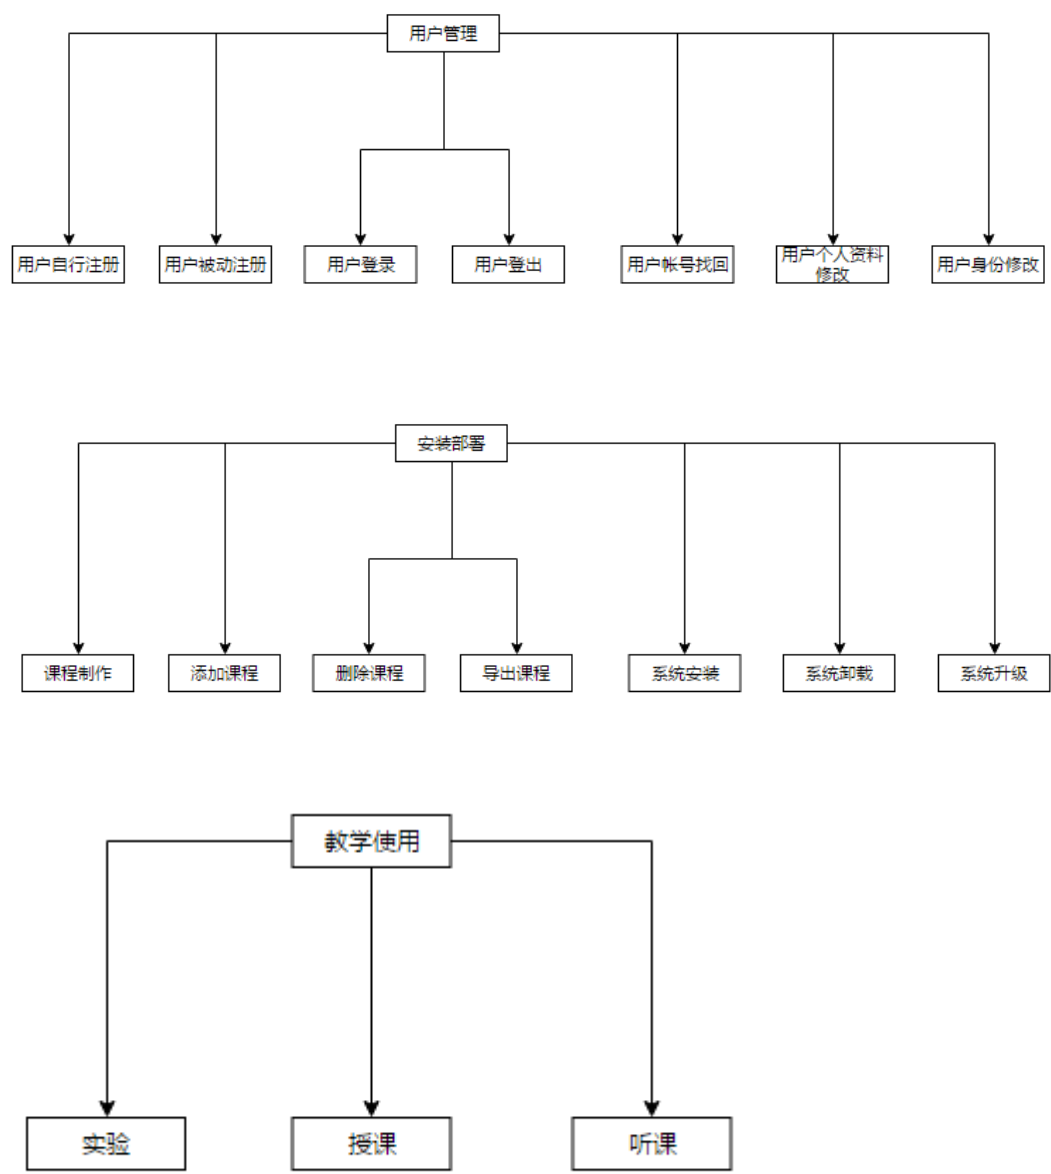 用户管理
用户自行注册
用户被动注册
用户登录
用户登出
用户帐号找回
用户个人资料
修改
用户身份修改
安装部署
课程制作
添加课程
删除课程
导出课程
系统安装
系统卸载
系统升级
教学使用
实验
授课
听课